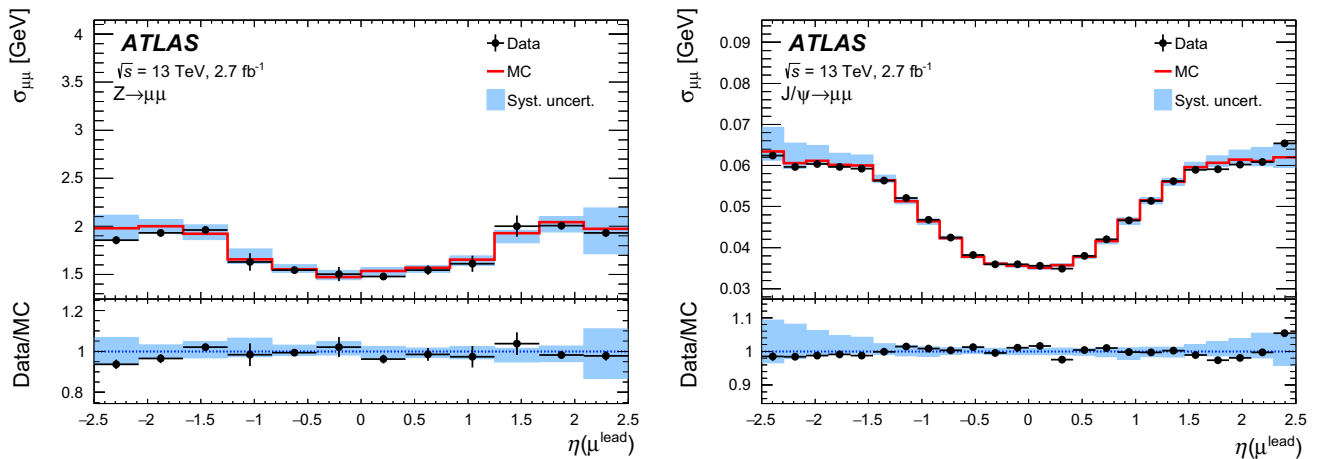 σμμ [GeV]
4
3.5
3
2.5
2
1.5
ATLAS
√s = 13 TeV, 2.7 fb⁻¹
Z→μμ
Data
MC
Syst. uncert.
Data/MC
1.2
1
0.8
−2.5 −2 −1.5 −1 −0.5 0 0.5 1 1.5 2 2.5
η(μ^lead)
σμμ [GeV]
0.09
0.08
0.07
0.06
0.05
0.04
0.03
ATLAS
√s = 13 TeV, 2.7 fb⁻¹
J/ψ→μμ
Data
MC
Syst. uncert.
Data/MC
1.1
1
0.9
−2.5 −2 −1.5 −1 −0.5 0 0.5 1 1.5 2 2.5
η(μ^lead)